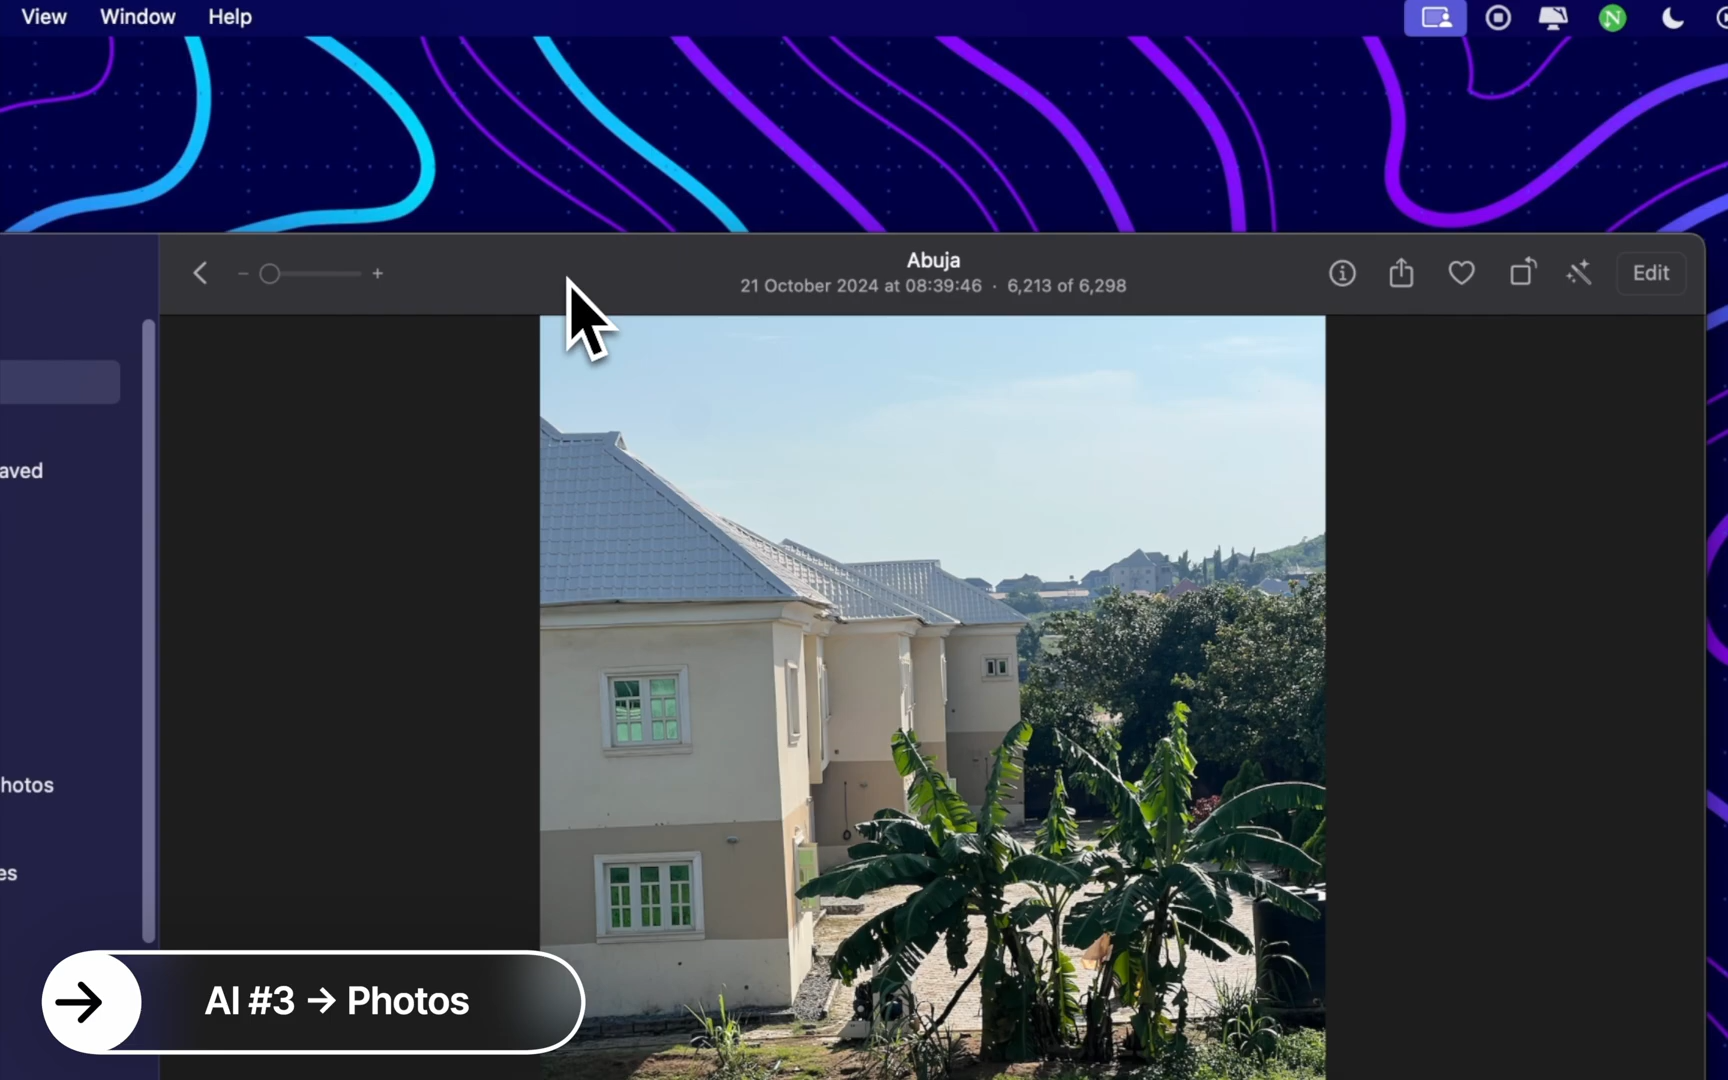 View Window Help
N
Abuja
21 October 2024 at 08:39:46 · 6,213 of 6,298
Edit
aved
hotos
es
AI #3 → Photos